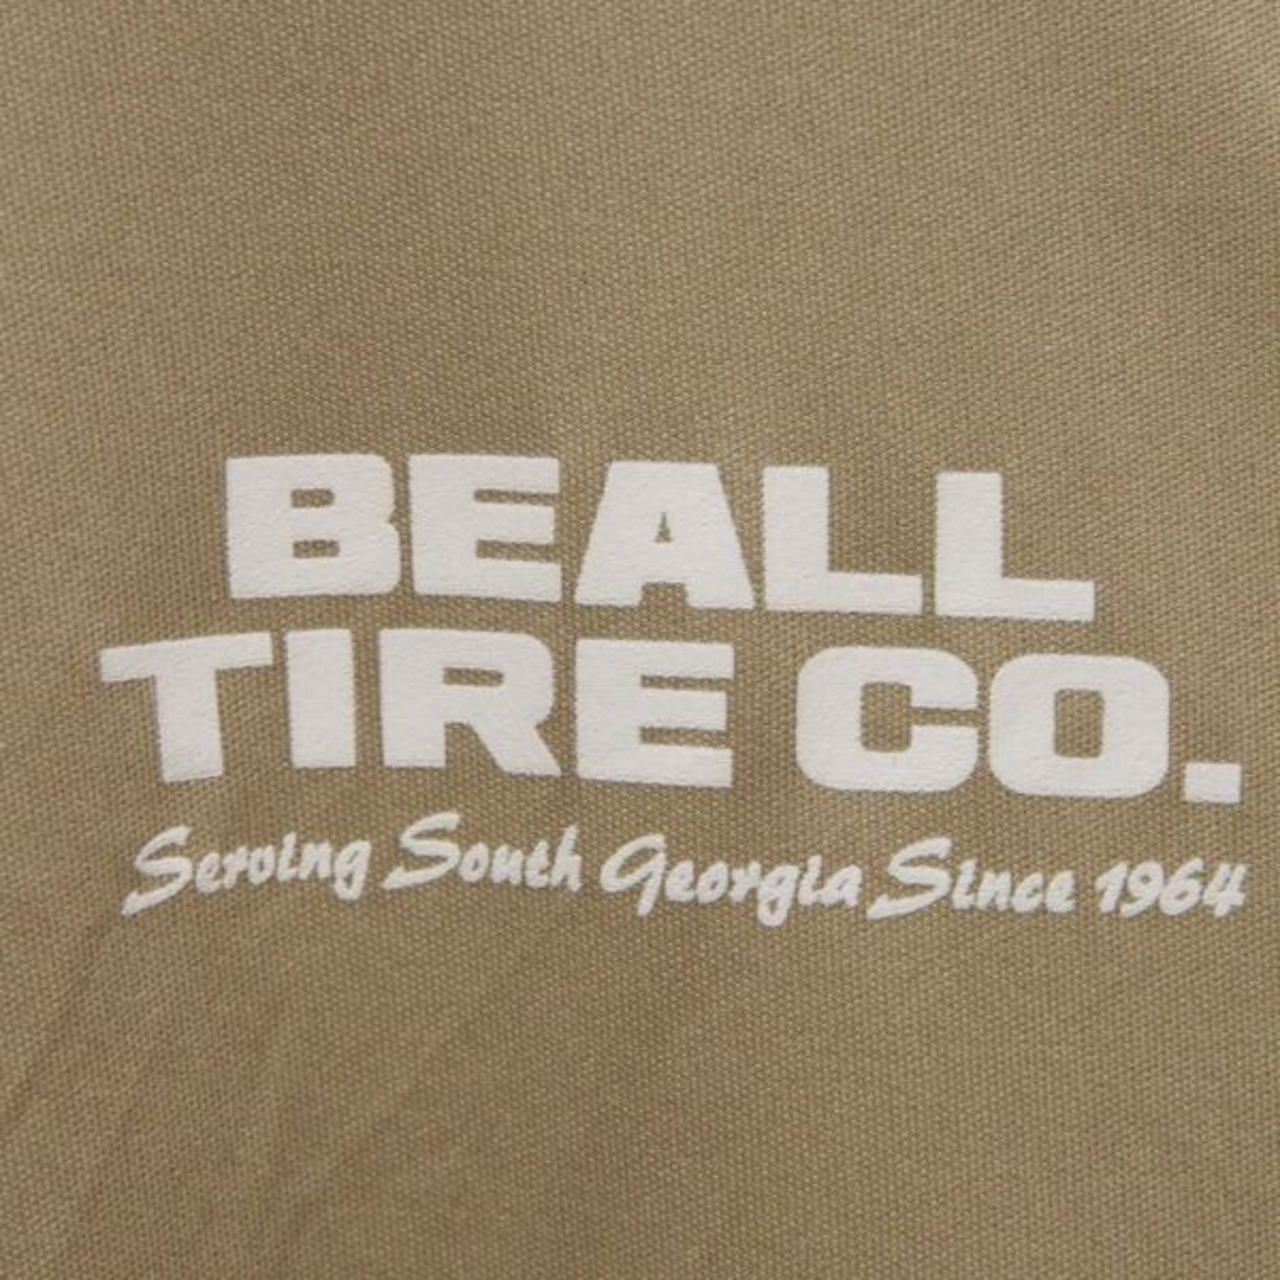 BEALL
TIRE CO.
Serving South Georgia Since 1964